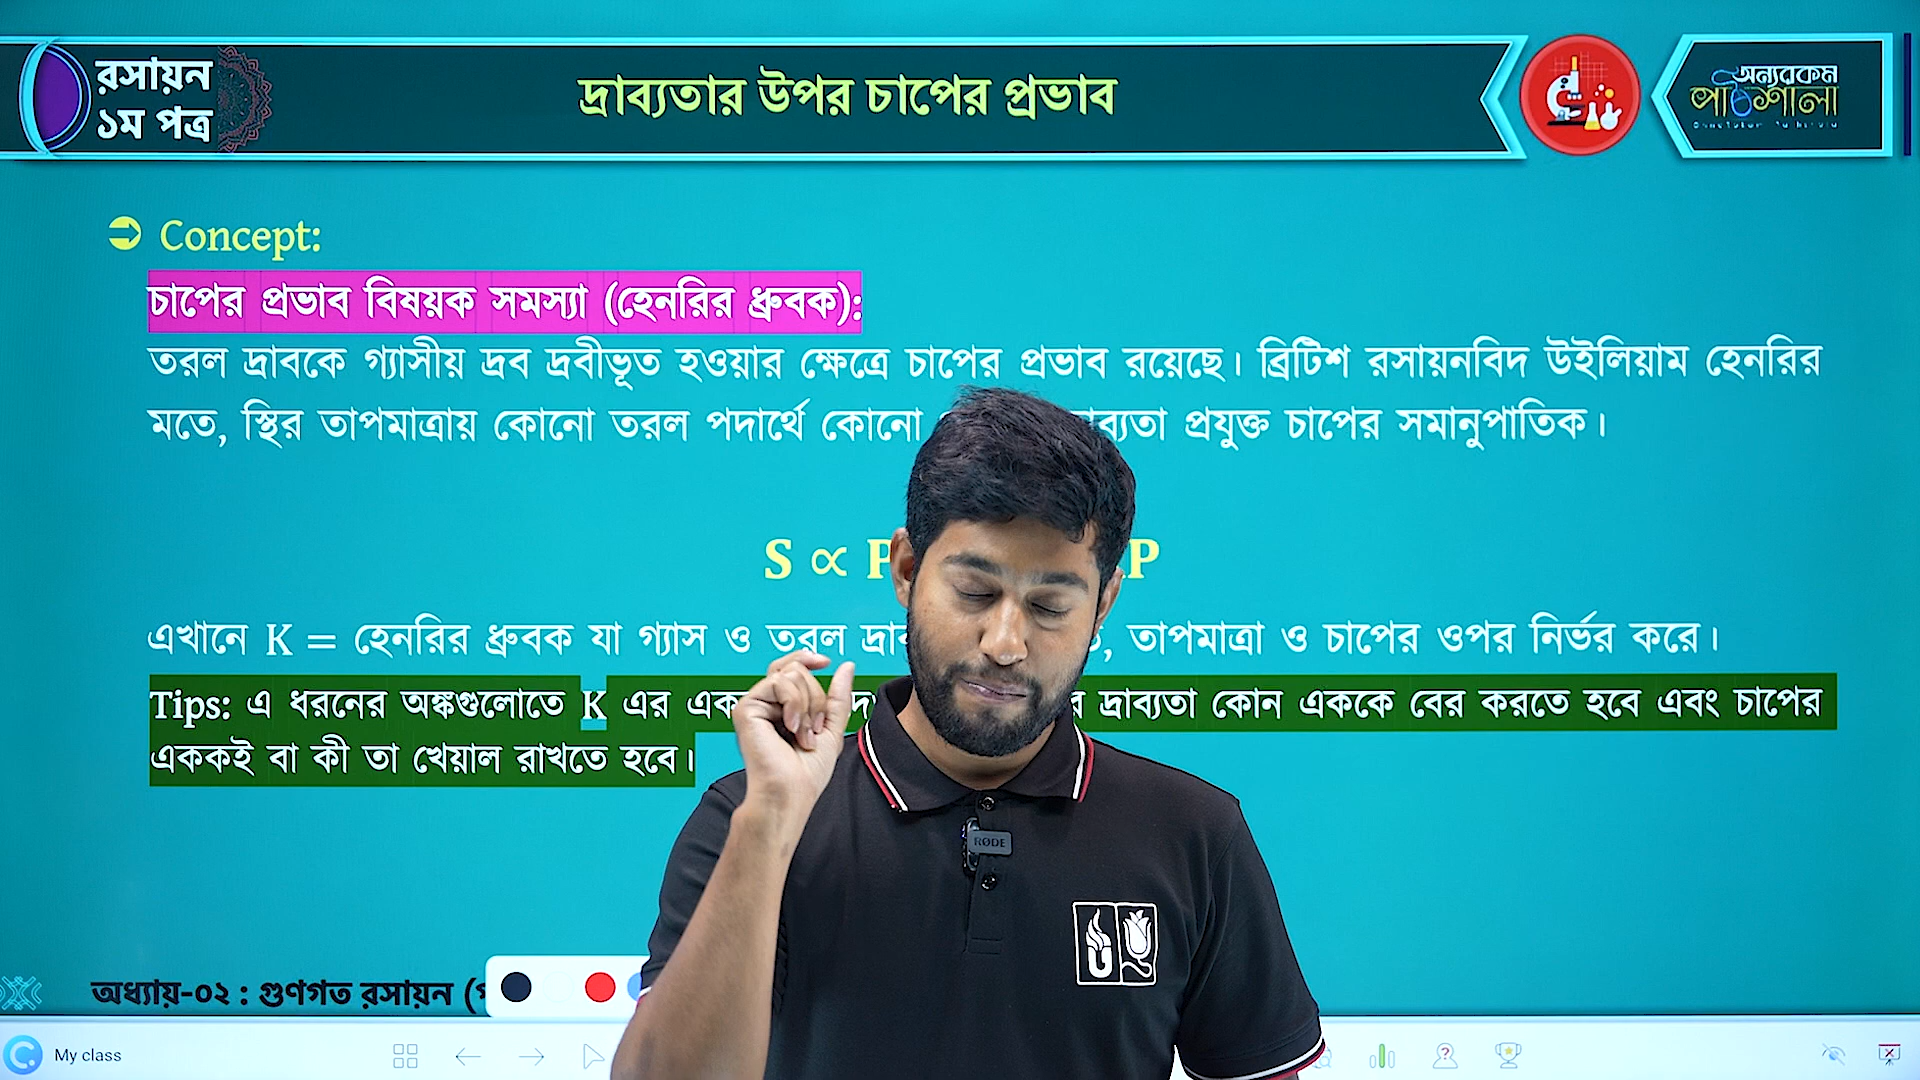 রসায়ন
১ম পত্র
দ্রাব্যতার উপর চাপের প্রভাব
অন্যরকম
পাঠশালা
Concept:
চাপের প্রভাব বিষয়ক সমস্যা (হেনরির ধ্রুবক):
তরল দ্রাবকে গ্যাসীয় দ্রব দ্রবীভূত হওয়ার ক্ষেত্রে চাপের প্রভাব রয়েছে। ব্রিটিশ রসায়নবিদ উইলিয়াম হেনরির
মতে, স্থির তাপমাত্রায় কোনো তরল পদার্থে কোনো প্রযুক্ত চাপের সমানুপাতিক।
S ∝ P P
এখানে K = হেনরির ধ্রুবক যা গ্যাস ও তরল তাপমাত্রা ও চাপের ওপর নির্ভর করে।
Tips: এ ধরনের অঙ্কগুলোতে K এর দ্রাব্যতা কোন এককে বের করতে হবে এবং চাপের
এককই বা কী তা খেয়াল রাখতে হবে।
RØDE
অধ্যায়-০২ : গুণগত রসায়ন
My class